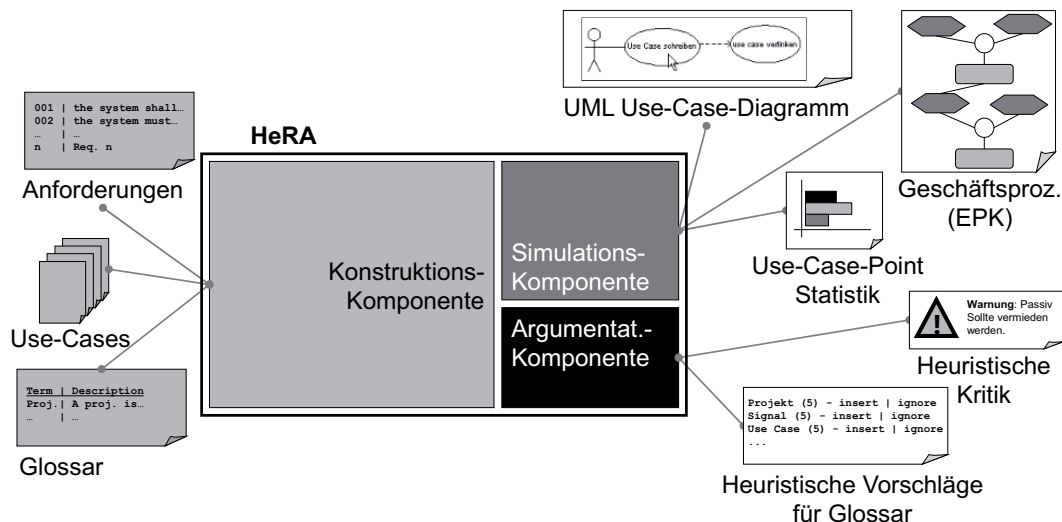 001 | the system shall…
002 | the system must…
… | …
n | Req. n
Anforderungen
Use-Cases
Term | Description
Proj.| A proj. is…
… | …
Glossar
HeRA
Konstruktions-
Komponente
Simulations-
Komponente
Argumentat.-
Komponente
Use Case schreiben
use case verlinken
UML Use-Case-Diagramm
Geschäftsproz.
(EPK)
Use-Case-Point
Statistik
Warnung: Passiv
Sollte vermieden
werden.
Heuristische
Kritik
Projekt (5) - insert | ignore
Signal (5) - insert | ignore
Use Case (5) - insert | ignore
...
Heuristische Vorschläge
für Glossar